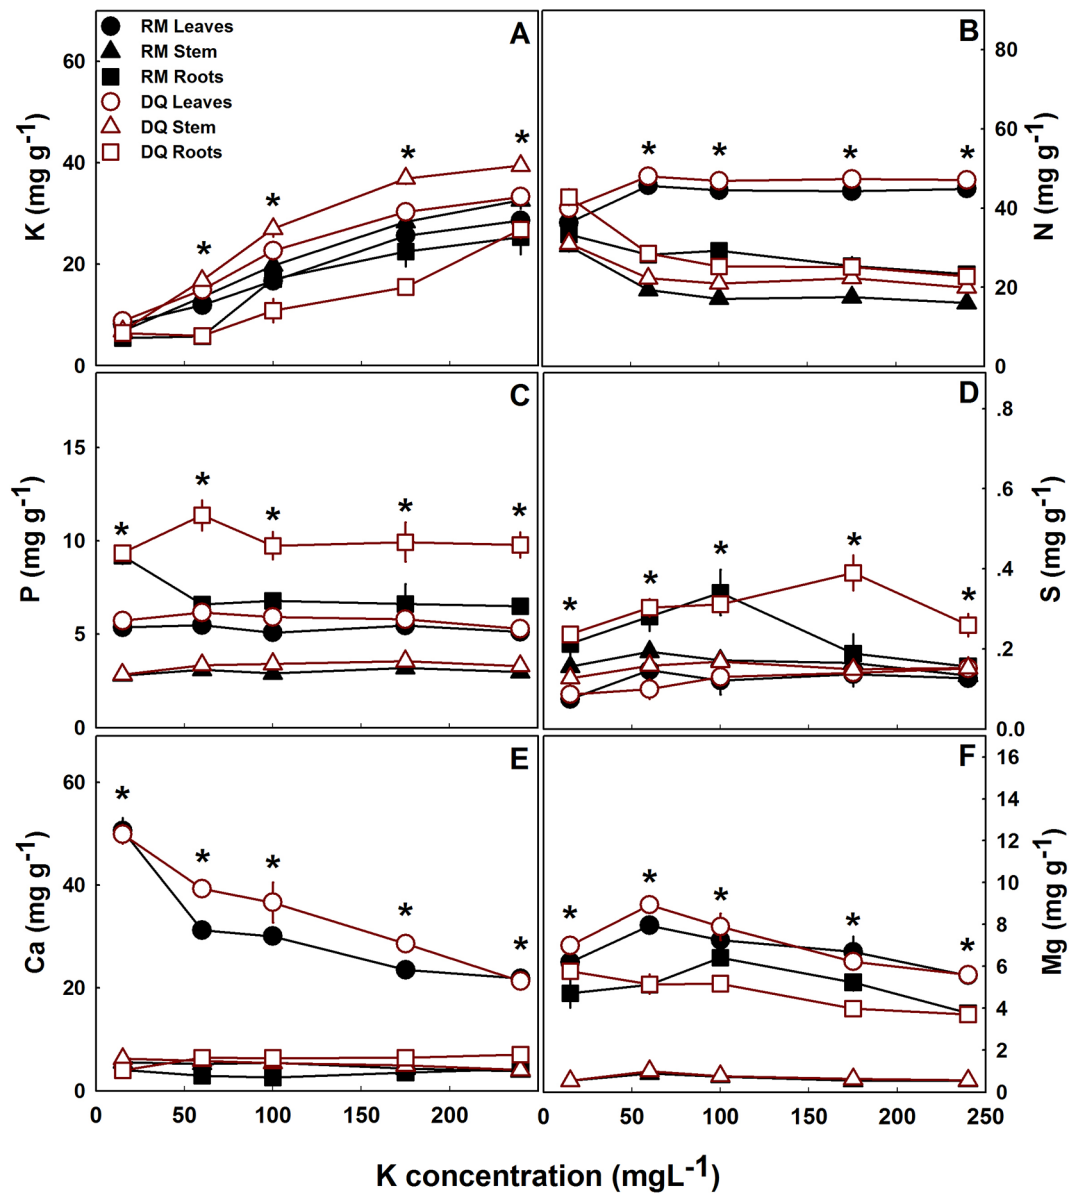 A
RM Leaves
RM Stem
RM Roots
DQ Leaves
DQ Stem
DQ Roots
60
40
20
0
K (mg g-1)
* * * *
B
80
60
40
20
0
N (mg g-1)
* * * *
C
15
10
5
0
P (mg g-1)
* * * * *
D
.8
.6
.4
.2
0.0
S (mg g-1)
* * * * *
E
60
40
20
0
Ca (mg g-1)
* * * * *
0 50 100 150 200
F
16
14
12
10
8
6
4
2
0
Mg (mg g-1)
* * * * *
0 50 100 150 200 250
K concentration (mgL-1)